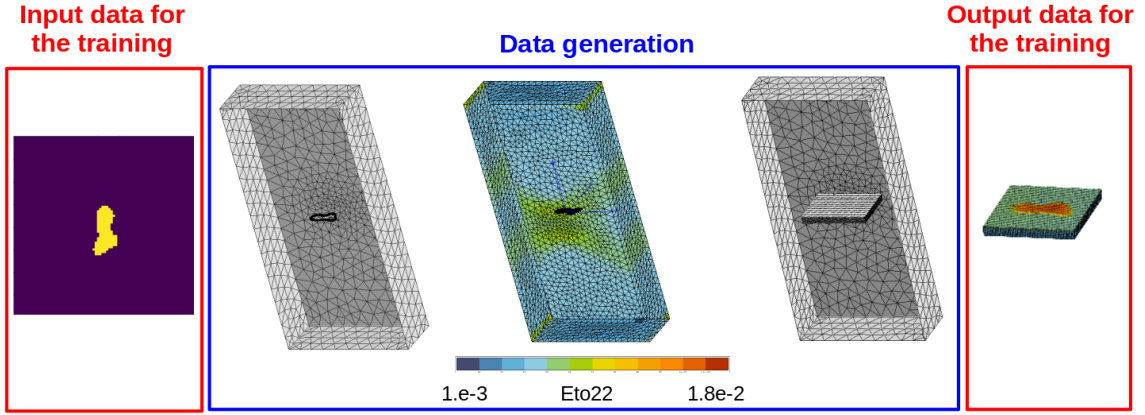 Input data for
the training
Data generation
Output data for
the training
1.e-3
Eto22
1.8e-2